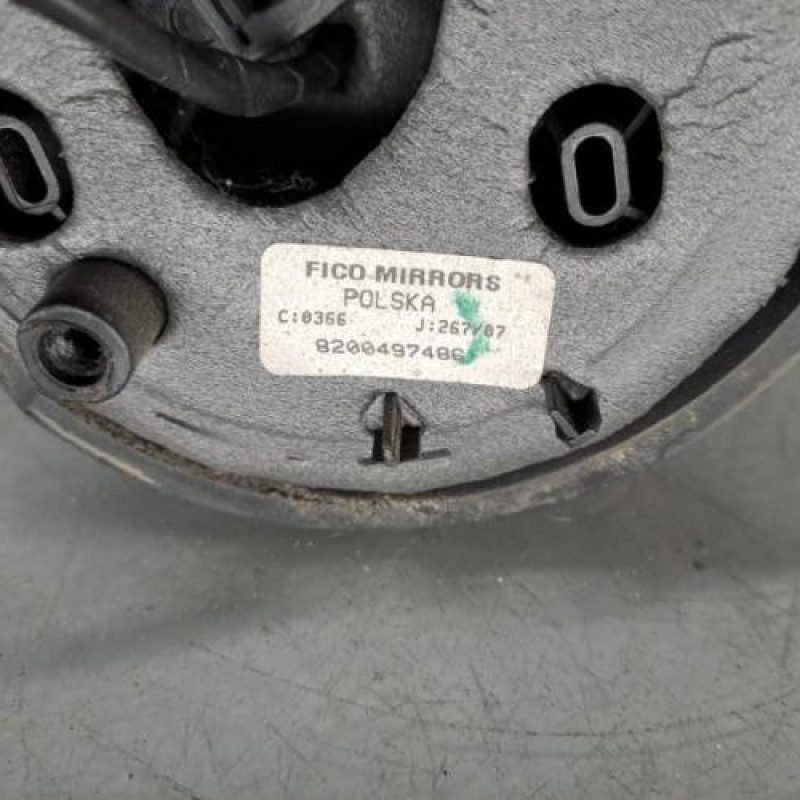 FICO MIRRORS
POLSKA
C:0366 J:267/07
8200497486